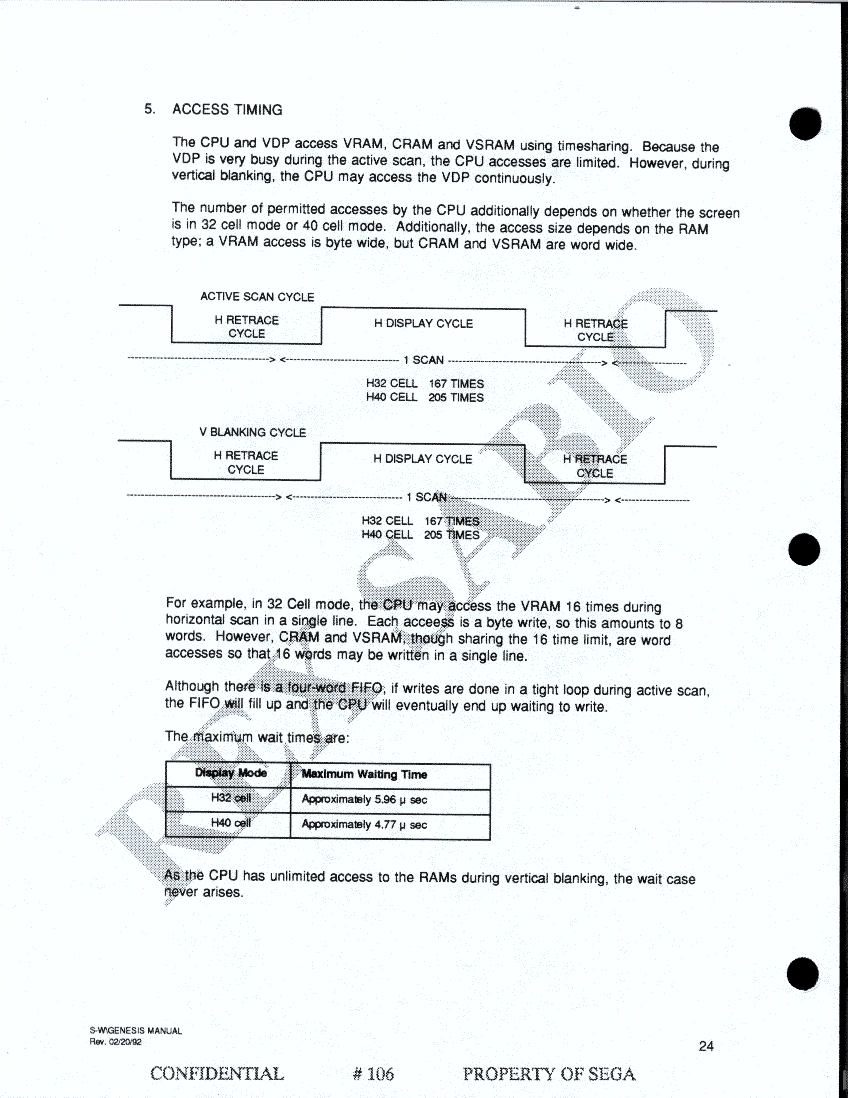 5. ACCESS TIMING
The CPU and VDP access VRAM, CRAM and VSRAM using timesharing. Because the
VDP is very busy during the active scan, the CPU accesses are limited. However, during
vertical blanking, the CPU may access the VDP continuously.
The number of permitted accesses by the CPU additionally depends on whether the screen
is in 32 cell mode or 40 cell mode. Additionally, the access size depends on the RAM
type; a VRAM access is byte wide, but CRAM and VSRAM are word wide.
ACTIVE SCAN CYCLE
H RETRACE CYCLE H DISPLAY CYCLE H RETRACE CYCLE
1 SCAN
H32 CELL 167 TIMES
H40 CELL 205 TIMES
V BLANKING CYCLE
H RETRACE CYCLE H DISPLAY CYCLE H RETRACE CYCLE
1 SCAN
H32 CELL 167 TIMES
H40 CELL 205 TIMES
For example, in 32 Cell mode, the CPU may access the VRAM 16 times during
horizontal scan in a single line. Each acceess is a byte write, so this amounts to 8
words. However, CRAM and VSRAM, though sharing the 16 time limit, are word
accesses so that 16 words may be written in a single line.
Although there is a four-word FIFO, if writes are done in a tight loop during active scan,
the FIFO will fill up and the CPU will eventually end up waiting to write.
The maximum wait times are:
Display Mode Maximum Waiting Time
H32 cell Approximately 5.96 μ sec
H40 cell Approximately 4.77 μ sec
As the CPU has unlimited access to the RAMs during vertical blanking, the wait case
never arises.
REX SABIO
S-W\GENESIS MANUAL
Rev. 02/20/92
24
CONFIDENTIAL # 106 PROPERTY OF SEGA